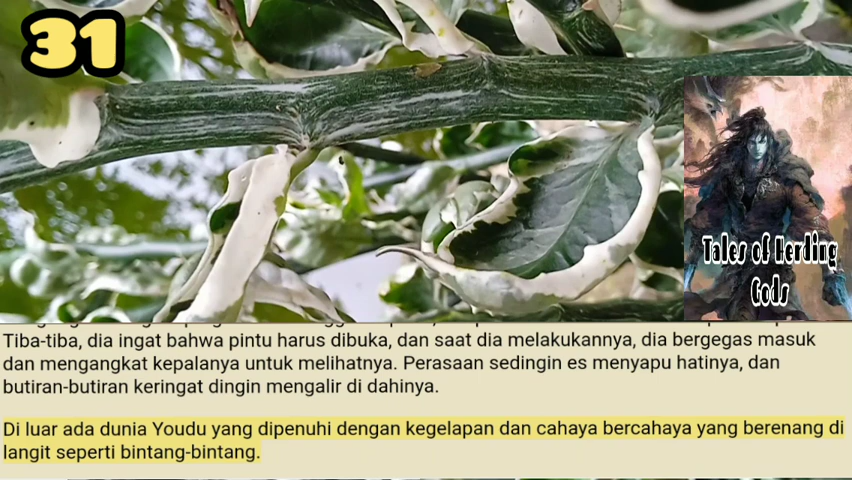 31
Tales of Herding
Gods
Tiba-tiba, dia ingat bahwa pintu harus dibuka, dan saat dia melakukannya, dia bergegas masuk
dan mengangkat kepalanya untuk melihatnya. Perasaan sedingin es menyapu hatinya, dan
butiran-butiran keringat dingin mengalir di dahinya.
Di luar ada dunia Youdu yang dipenuhi dengan kegelapan dan cahaya bercahaya yang berenang di
langit seperti bintang-bintang.